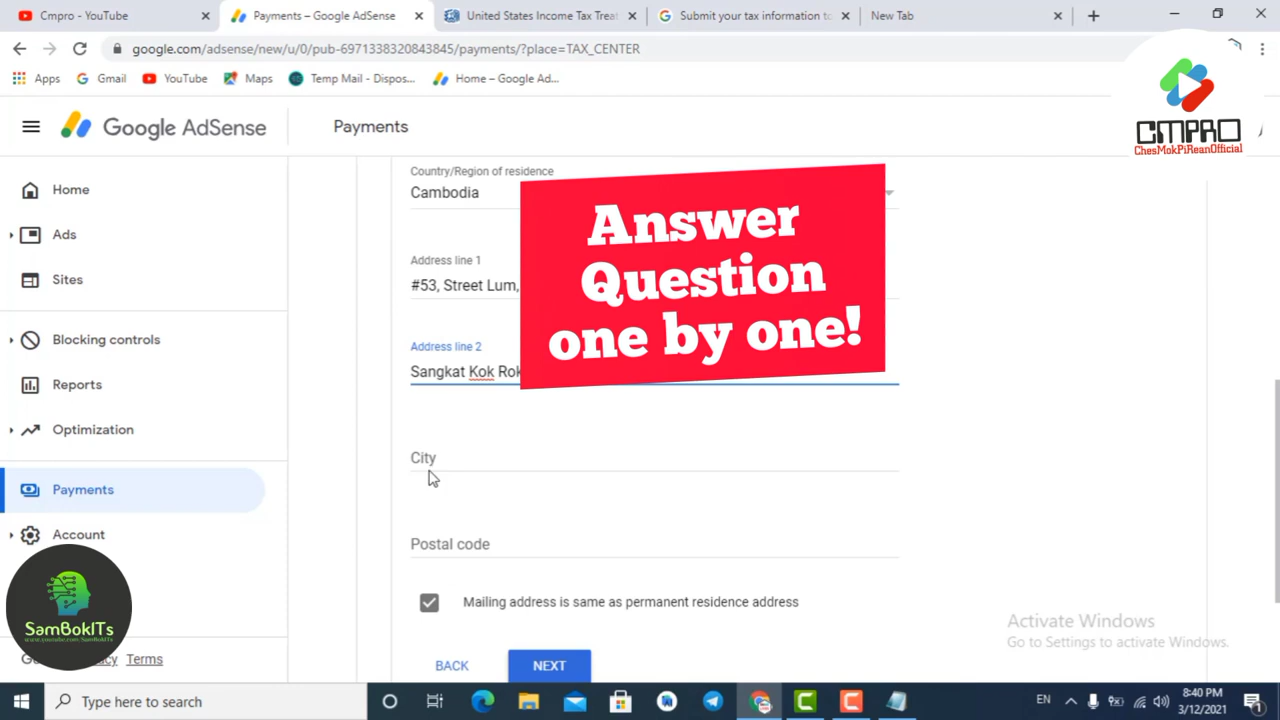 Cmpro - YouTube
Payments – Google AdSense
United States Income Tax Trea
Submit your tax information to
New Tab
google.com/adsense/new/u/0/pub-6971338320843845/payments/?place=TAX_CENTER
Apps
Gmail
YouTube
Maps
Temp Mail - Dispos...
Home – Google Ad...
CMPRO
ChesMokPiReanOfficial
Google AdSense
Payments
Home
Ads
Sites
Blocking controls
Reports
Optimization
Payments
Account
Terms
SamBokITs
Country/Region of residence
Cambodia
Address line 1
#53, Street Lum,
Address line 2
Sangkat Kok Rok
Answer
Question
one by one!
City
Postal code
Mailing address is same as permanent residence address
BACK
NEXT
Activate Windows
Go to Settings to activate Windows.
Type here to search
EN
8:40 PM
3/12/2021
1